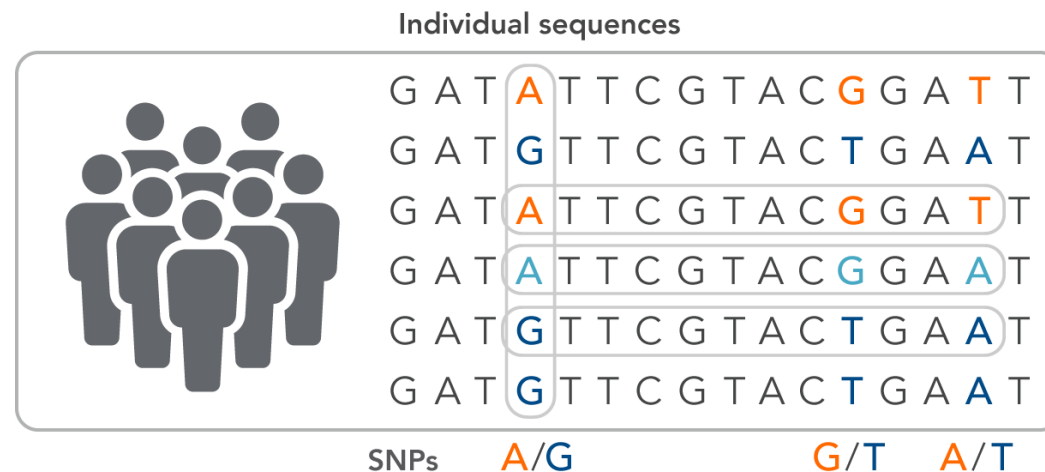 Individual sequences
G A T A T T C G T A C G G A T T
G A T G T T C G T A C T G A A T
G A T A T T C G T A C G G A T T
G A T A T T C G T A C G G A A T
G A T G T T C G T A C T G A A T
G A T G T T C G T A C T G A A T
SNPs A/G G/T A/T